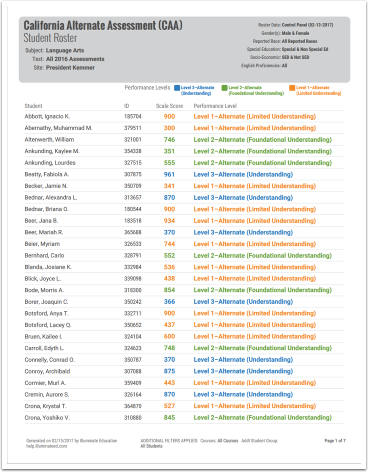 California Alternate Assessment (CAA)
Student Roster
Subject: Language Arts
Test: All 2016 Assessments
Site: President Kemmer
Roster Date: Control Panel (02-13-2017)
Gender(s): Male & Female
Reported Race: All Reported Races
Special Education: Special & Non Special Ed
Socio-Economic: SED & Not SED
English Proficiencies: All
Performance Levels
Level 3–Alternate (Understanding)
Level 2–Alternate (Foundational Understanding)
Level 1–Alternate (Limited Understanding)
Student ID Scale Score Performance Level
Abbott, Ignacio K. 185704 900 Level 1–Alternate (Limited Understanding)
Abernathy, Muhammad M. 379511 300 Level 1–Alternate (Limited Understanding)
Altenwerth, William 321001 746 Level 2–Alternate (Foundational Understanding)
Ankunding, Kaylee M. 354338 351 Level 2–Alternate (Foundational Understanding)
Ankunding, Lourdes 327515 555 Level 2–Alternate (Foundational Understanding)
Beatty, Fabiola A. 307875 961 Level 3–Alternate (Understanding)
Becker, Jamie N. 350709 341 Level 1–Alternate (Limited Understanding)
Bednar, Alexandra L. 313657 870 Level 3–Alternate (Understanding)
Bednar, Briana O. 180544 900 Level 1–Alternate (Limited Understanding)
Beer, Jana B. 183518 934 Level 1–Alternate (Limited Understanding)
Beer, Mariah R. 365688 370 Level 3–Alternate (Understanding)
Beier, Myriam 326533 744 Level 1–Alternate (Limited Understanding)
Bernhard, Carlo 328791 552 Level 2–Alternate (Foundational Understanding)
Blanda, Josiane K. 332984 536 Level 1–Alternate (Limited Understanding)
Blick, Joyce L. 339098 438 Level 1–Alternate (Limited Understanding)
Bode, Morris A. 318300 854 Level 2–Alternate (Foundational Understanding)
Borer, Joaquin C. 350242 366 Level 3–Alternate (Understanding)
Botsford, Anya T. 332711 900 Level 1–Alternate (Limited Understanding)
Botsford, Lacey Q. 350652 437 Level 1–Alternate (Limited Understanding)
Bruen, Kailee I. 324104 600 Level 1–Alternate (Limited Understanding)
Carroll, Edyth L. 324623 748 Level 2–Alternate (Foundational Understanding)
Connelly, Conrad O. 350787 370 Level 3–Alternate (Understanding)
Conroy, Archibald 307088 875 Level 3–Alternate (Understanding)
Cormier, Murl A. 359409 443 Level 1–Alternate (Limited Understanding)
Cremin, Aurore S. 326164 870 Level 3–Alternate (Understanding)
Crona, Krystal T. 364870 527 Level 1–Alternate (Limited Understanding)
Crona, Yoshiko V. 310880 845 Level 2–Alternate (Foundational Understanding)
Generated on 02/13/2017 by Illuminate Education
help.illuminateed.com
ADDITIONAL FILTERS APPLIED: Courses: All Courses Adult Student Group:
All Students
Page 1 of 7